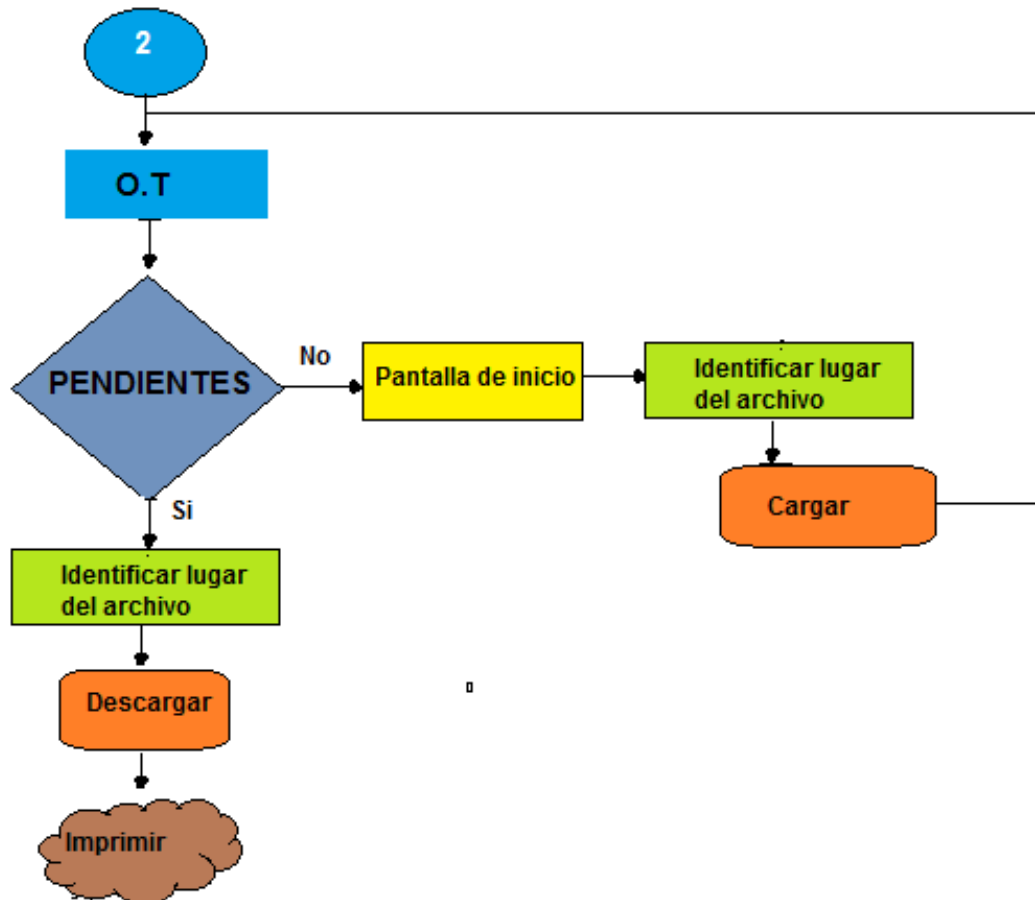 2
O.T
PENDIENTES
No
Pantalla de inicio
Identificar lugar
del archivo
Cargar
Si
Identificar lugar
del archivo
Descargar
Imprimir